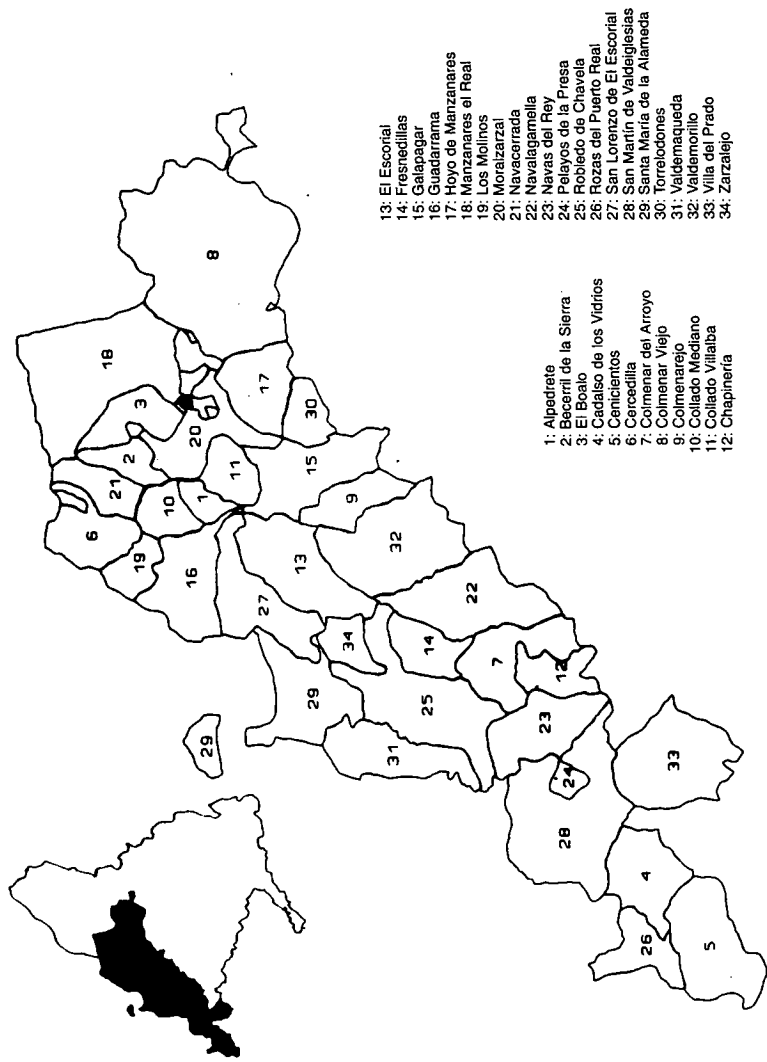 6
18
21
2
19
3
10
16
20
1
29
8
11
27
17
13
15
30
29
34
9
31
32
25
14
22
7
23
12
28
24
26
4
33
5
1: Alpedrete
2: Becerril de la Sierra
3: El Boalo
4: Cadalso de los Vidrios
5: Cenicientos
6: Cercedilla
7: Colmenar del Arroyo
8: Colmenar Viejo
9: Colmenarejo
10: Collado Mediano
11: Collado Villalba
12: Chapinería
13: El Escorial
14: Fresnedillas
15: Galapagar
16: Guadarrama
17: Hoyo de Manzanares
18: Manzanares el Real
19: Los Molinos
20: Moralzarzal
21: Navacerrada
22: Navalagamella
23: Navas del Rey
24: Pelayos de la Presa
25: Robledo de Chavela
26: Rozas del Puerto Real
27: San Lorenzo de El Escorial
28: San Martín de Valdeiglesias
29: Santa María de la Alameda
30: Torrelodones
31: Valdemaqueda
32: Valdemorillo
33: Villa del Prado
34: Zarzalejo